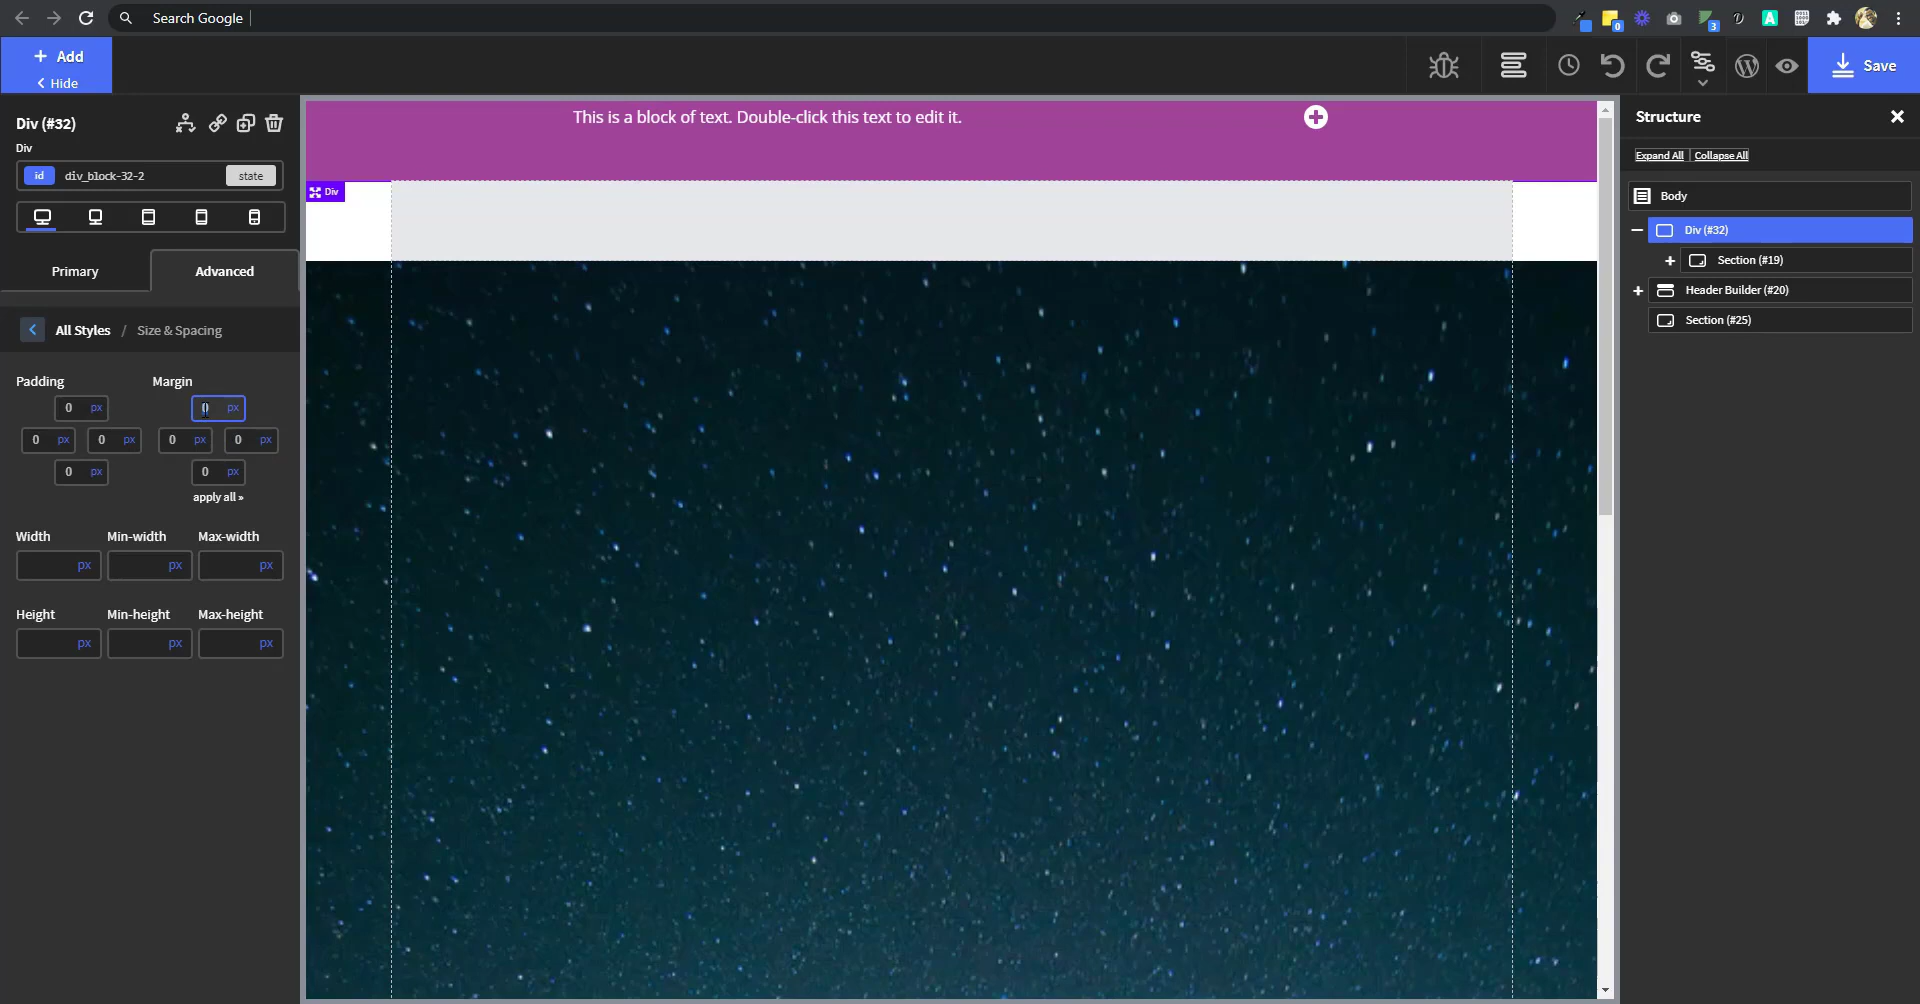 Search Google
0
3
A
+ Add
< Hide
Save
Div (#32)
Div
id div_block-32-2 state
Primary Advanced
All Styles / Size & Spacing
Padding Margin
0 px 0 px
0 px 0 px 0 px 0 px
0 px 0 px
apply all »
Width Min-width Max-width
px px px
Height Min-height Max-height
px px px
This is a block of text. Double-click this text to edit it.
Div
Structure
Expand All Collapse All
Body
Div (#32)
Section (#19)
Header Builder (#20)
Section (#25)